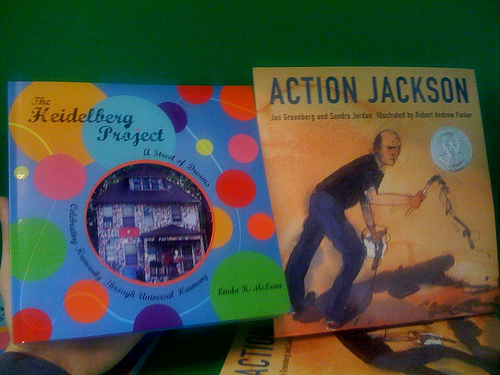 The
Heidelberg
Project
A Street of Dreams
Celebrating Humanity Through Universal Harmony
Linda K. McLean
ACTION JACKSON
Jan Greenberg and Sandra Jordan Illustrated by Robert Andrew Parker
ACTIO